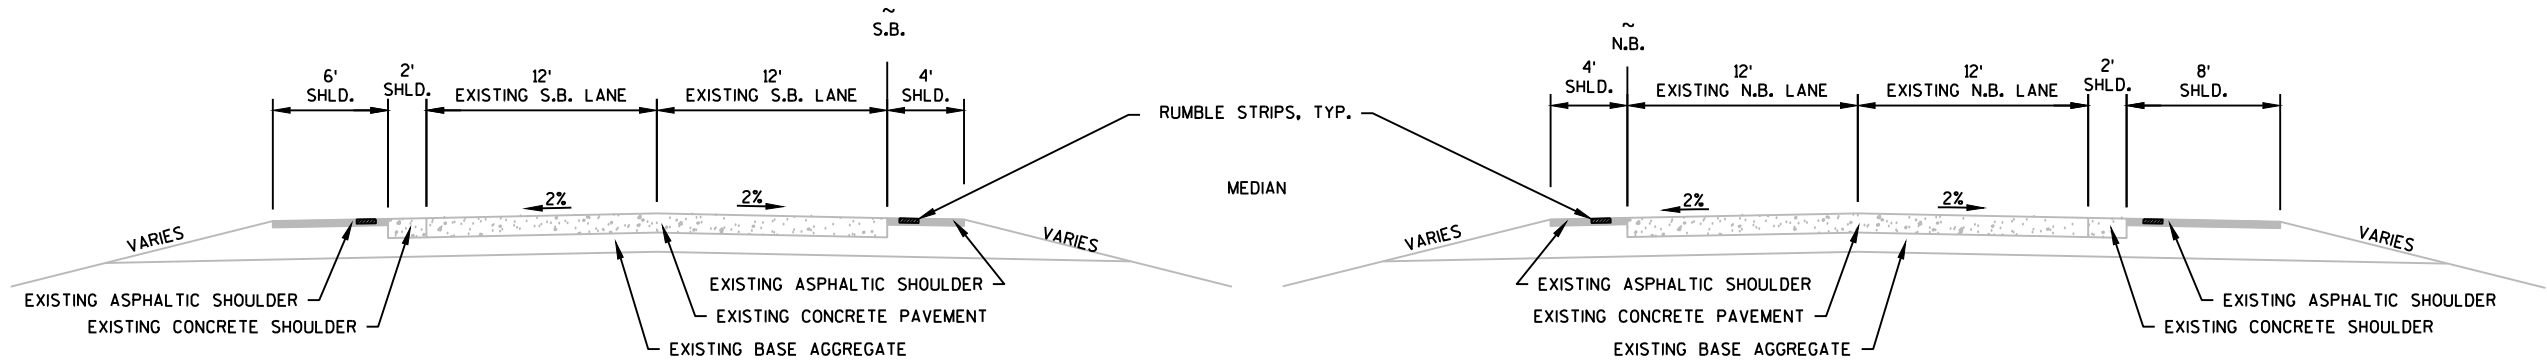 ~
S.B.
6'
SHLD.
2'
SHLD.
12'
EXISTING S.B. LANE
12'
EXISTING S.B. LANE
4'
SHLD.
2%
2%
VARIES
VARIES
EXISTING ASPHALTIC SHOULDER
EXISTING CONCRETE SHOULDER
EXISTING ASPHALTIC SHOULDER
EXISTING CONCRETE PAVEMENT
EXISTING BASE AGGREGATE
RUMBLE STRIPS, TYP.
MEDIAN
~
N.B.
4'
SHLD.
12'
EXISTING N.B. LANE
12'
EXISTING N.B. LANE
2'
SHLD.
8'
SHLD.
2%
2%
VARIES
VARIES
EXISTING ASPHALTIC SHOULDER
EXISTING CONCRETE PAVEMENT
EXISTING BASE AGGREGATE
EXISTING ASPHALTIC SHOULDER
EXISTING CONCRETE SHOULDER